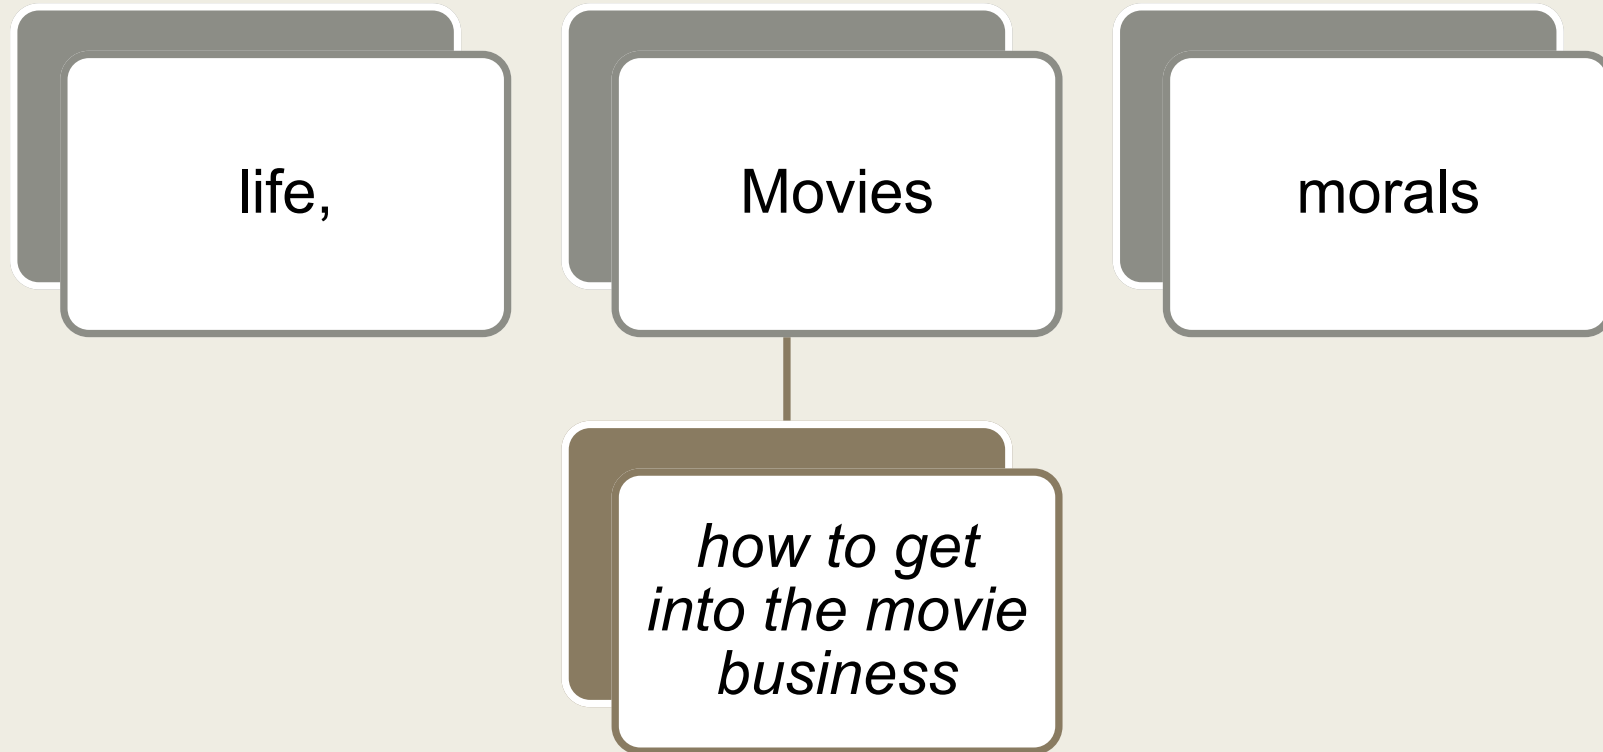 life,
Movies
morals
how to get
into the movie
business